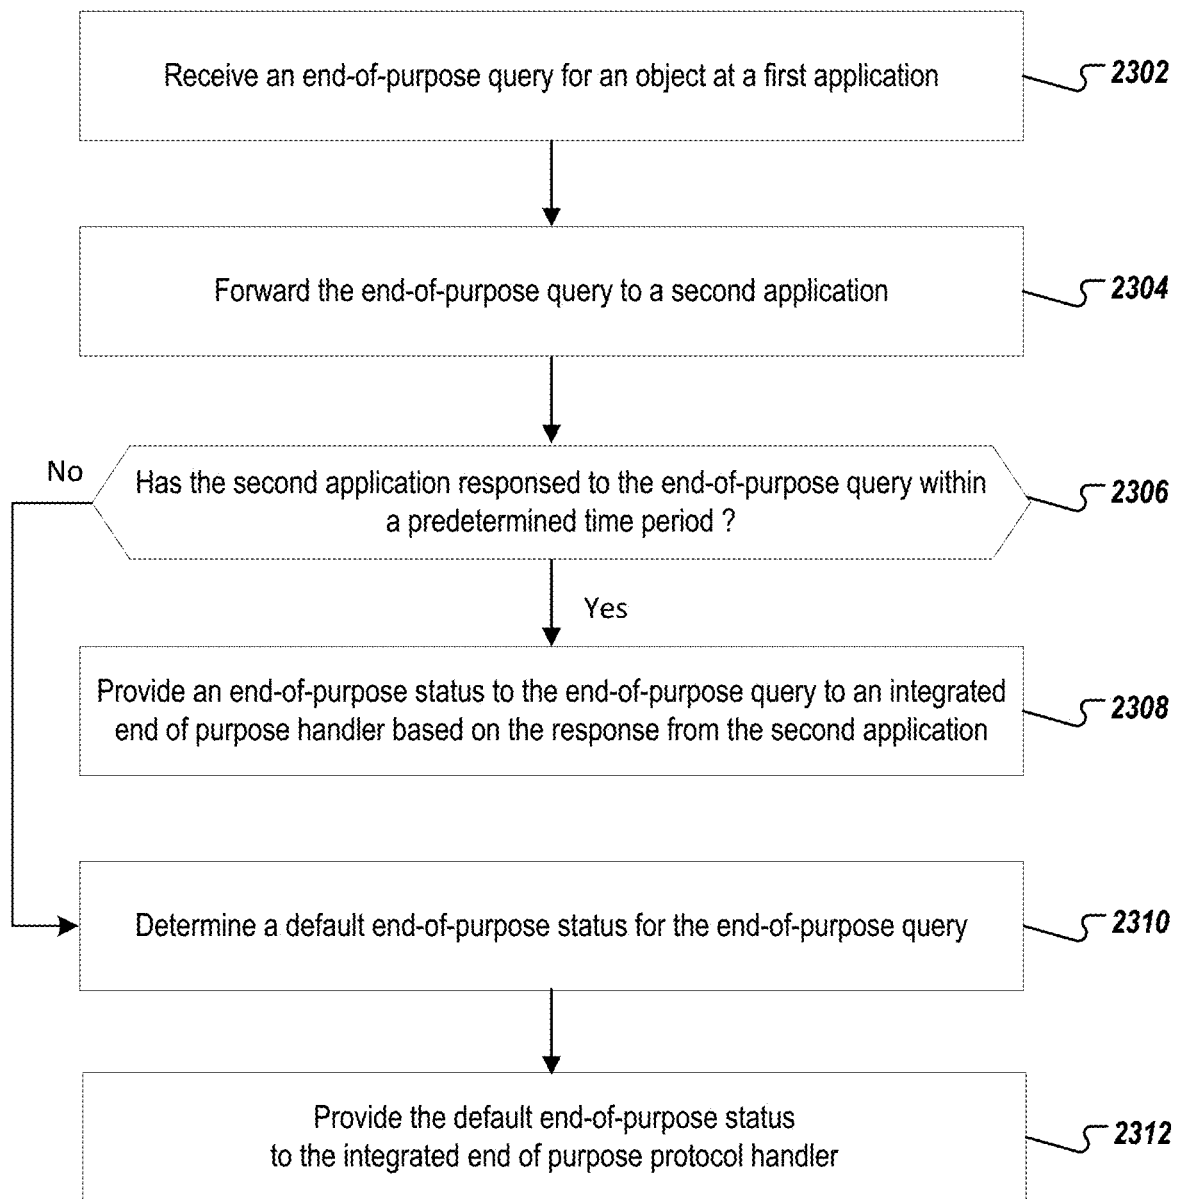 Receive an end-of-purpose query for an object at a first application
2302
Forward the end-of-purpose query to a second application
2304
No
Has the second application responsed to the end-of-purpose query within
a predetermined time period ?
2306
Yes
Provide an end-of-purpose status to the end-of-purpose query to an integrated
end of purpose handler based on the response from the second application
2308
Determine a default end-of-purpose status for the end-of-purpose query
2310
Provide the default end-of-purpose status
to the integrated end of purpose protocol handler
2312